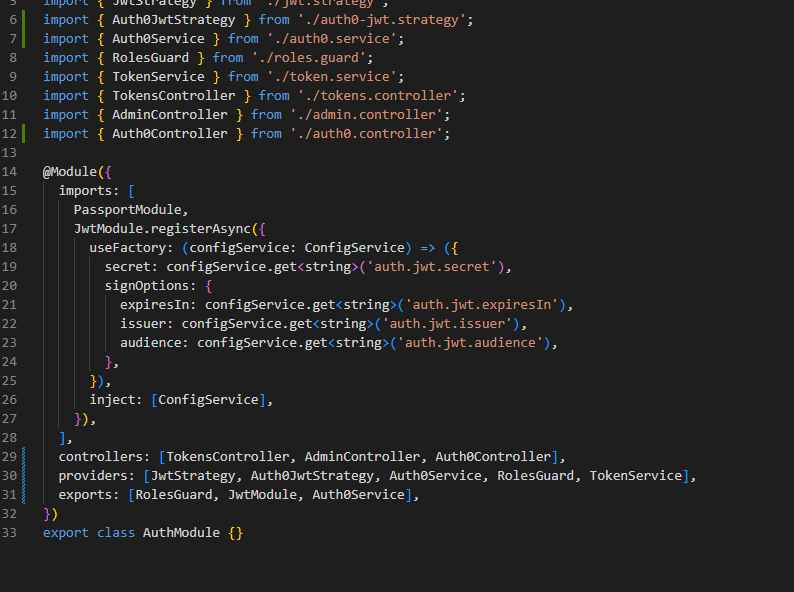 5 import { JwtStrategy } from './jwt.strategy';
6 import { Auth0JwtStrategy } from './auth0-jwt.strategy';
7 import { Auth0Service } from './auth0.service';
8 import { RolesGuard } from './roles.guard';
9 import { TokenService } from './token.service';
10 import { TokensController } from './tokens.controller';
11 import { AdminController } from './admin.controller';
12 import { Auth0Controller } from './auth0.controller';
13
14 @Module({
15   imports: [
16     PassportModule,
17     JwtModule.registerAsync({
18       useFactory: (configService: ConfigService) => ({
19         secret: configService.get<string>('auth.jwt.secret'),
20         signOptions: {
21           expiresIn: configService.get<string>('auth.jwt.expiresIn'),
22           issuer: configService.get<string>('auth.jwt.issuer'),
23           audience: configService.get<string>('auth.jwt.audience'),
24         },
25       }),
26       inject: [ConfigService],
27     }),
28   ],
29   controllers: [TokensController, AdminController, Auth0Controller],
30   providers: [JwtStrategy, Auth0JwtStrategy, Auth0Service, RolesGuard, TokenService],
31   exports: [RolesGuard, JwtModule, Auth0Service],
32 })
33 export class AuthModule {}